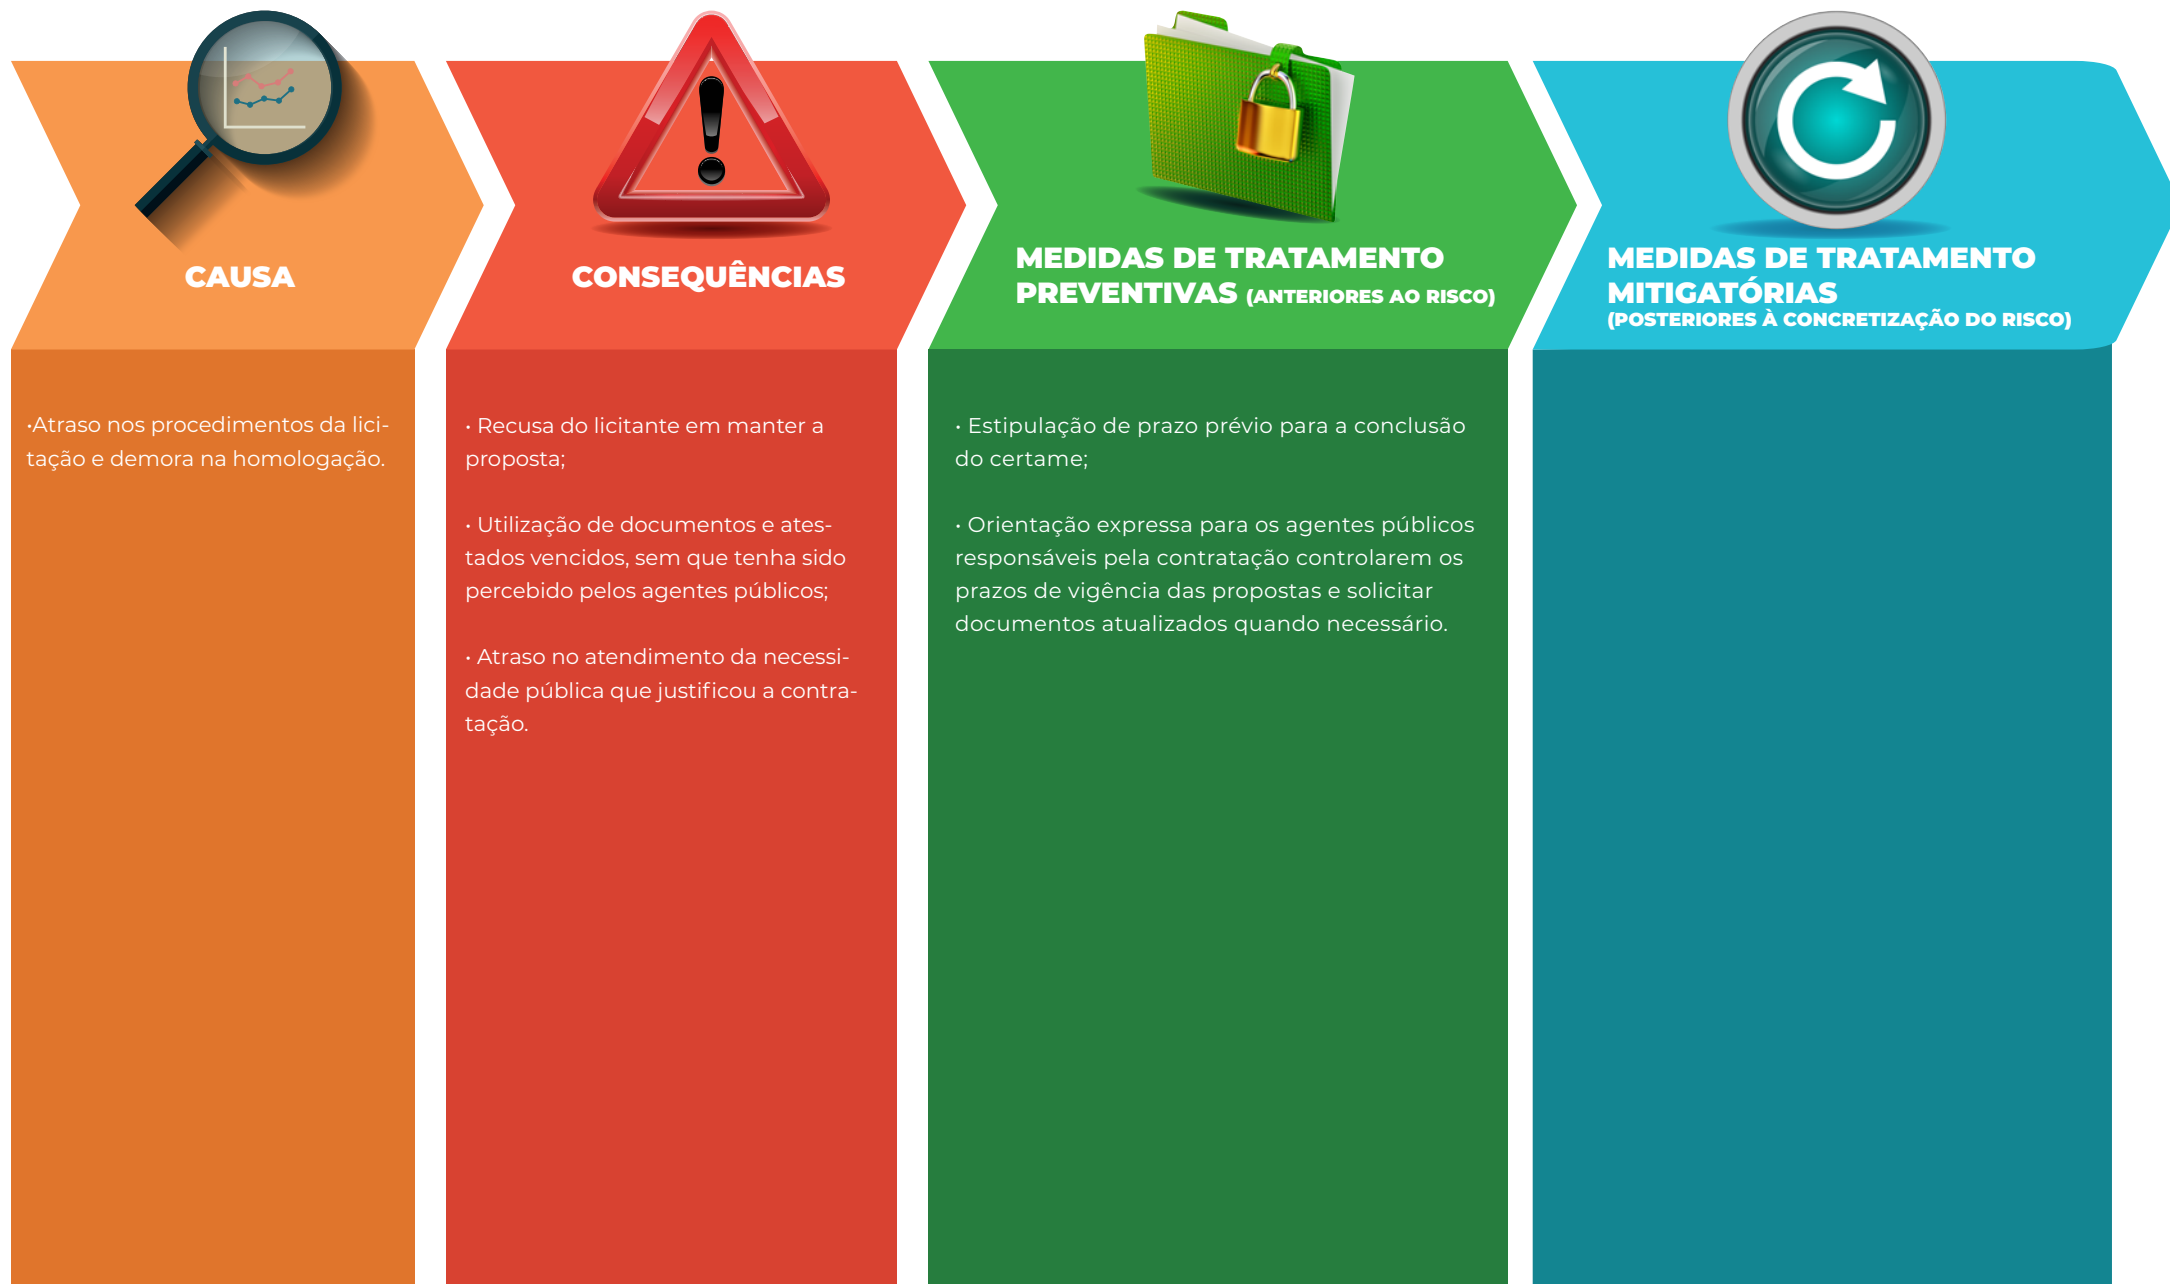 CAUSA
•Atraso nos procedimentos da lici-
tação e demora na homologação.
CONSEQUÊNCIAS
• Recusa do licitante em manter a
proposta;
• Utilização de documentos e ates-
tados vencidos, sem que tenha sido
percebido pelos agentes públicos;
• Atraso no atendimento da necessi-
dade pública que justificou a contra-
tação.
MEDIDAS DE TRATAMENTO
PREVENTIVAS (ANTERIORES AO RISCO)
• Estipulação de prazo prévio para a conclusão
do certame;
• Orientação expressa para os agentes públicos
responsáveis pela contratação controlarem os
prazos de vigência das propostas e solicitar
documentos atualizados quando necessário.
MEDIDAS DE TRATAMENTO
MITIGATÓRIAS
(POSTERIORES À CONCRETIZAÇÃO DO RISCO)